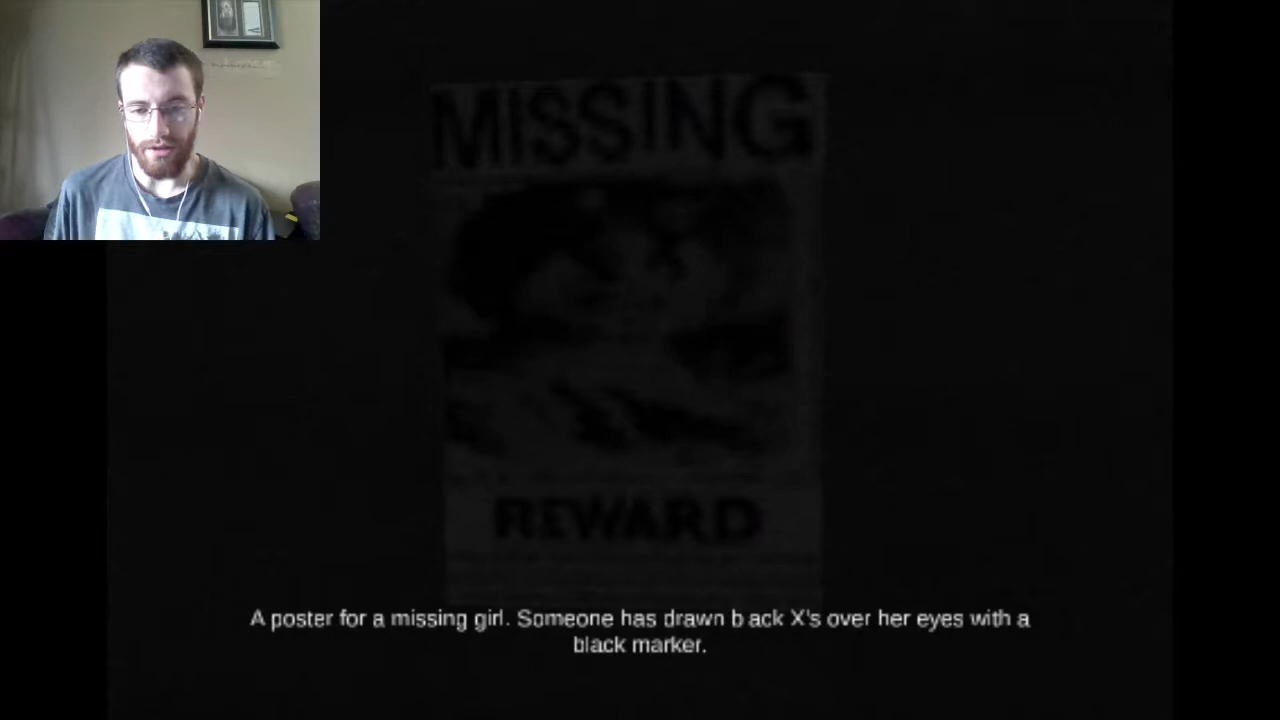 MISSING
REWARD
A poster for a missing girl. Someone has drawn b ack X's over her eyes with a
black marker.